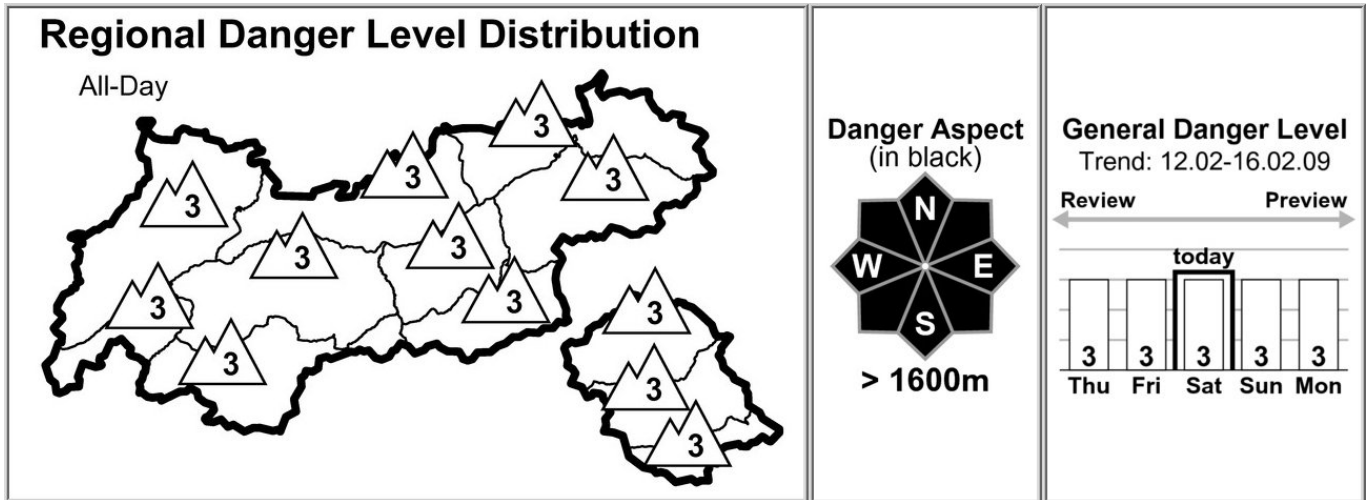 Regional Danger Level Distribution
All-Day
3
3
3
3
3
3
3
3
3
3
3
3
Danger Aspect
(in black)
N
W E
S
> 1600m
General Danger Level
Trend: 12.02-16.02.09
Review Preview
today
3 3 3 3 3
Thu Fri Sat Sun Mon